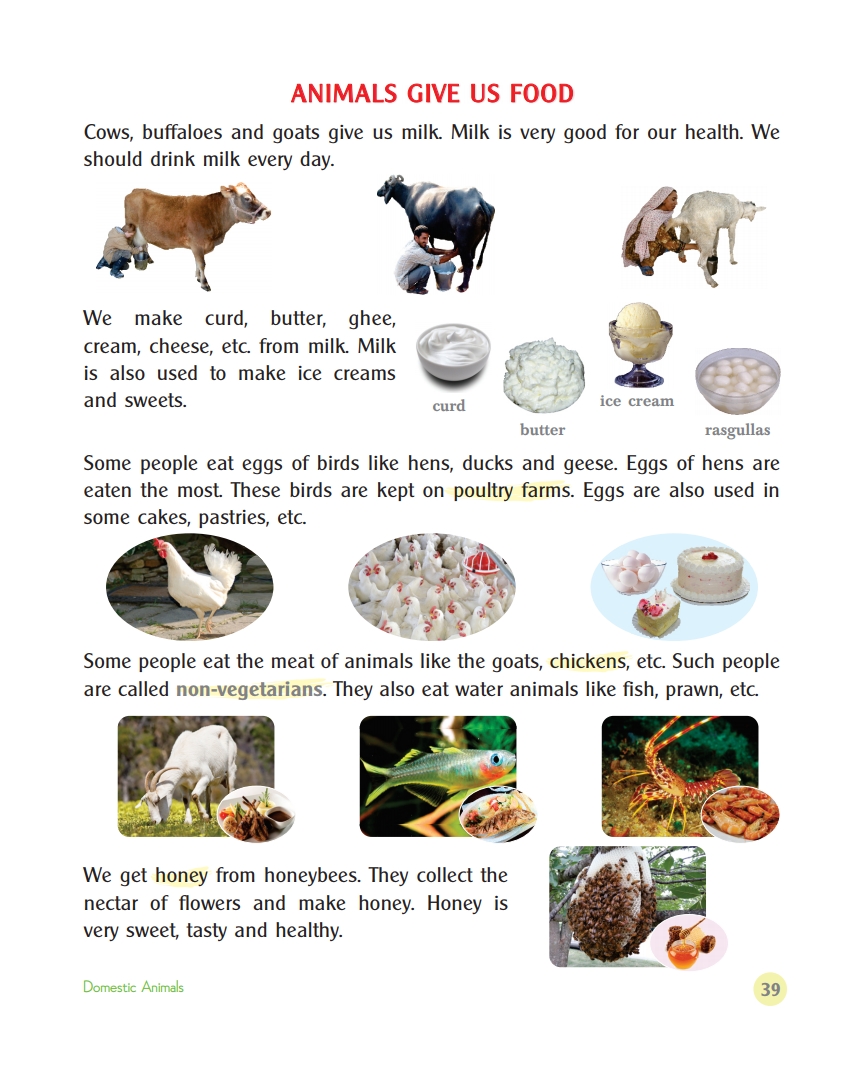 ANIMALS GIVE US FOOD
Cows, buffaloes and goats give us milk. Milk is very good for our health. We
should drink milk every day.
We make curd, butter, ghee,
cream, cheese, etc. from milk. Milk
is also used to make ice creams
and sweets.
curd
butter
ice cream
rasgullas
Some people eat eggs of birds like hens, ducks and geese. Eggs of hens are
eaten the most. These birds are kept on poultry farms. Eggs are also used in
some cakes, pastries, etc.
Some people eat the meat of animals like the goats, chickens, etc. Such people
are called non-vegetarians. They also eat water animals like fish, prawn, etc.
We get honey from honeybees. They collect the
nectar of flowers and make honey. Honey is
very sweet, tasty and healthy.
Domestic Animals
39